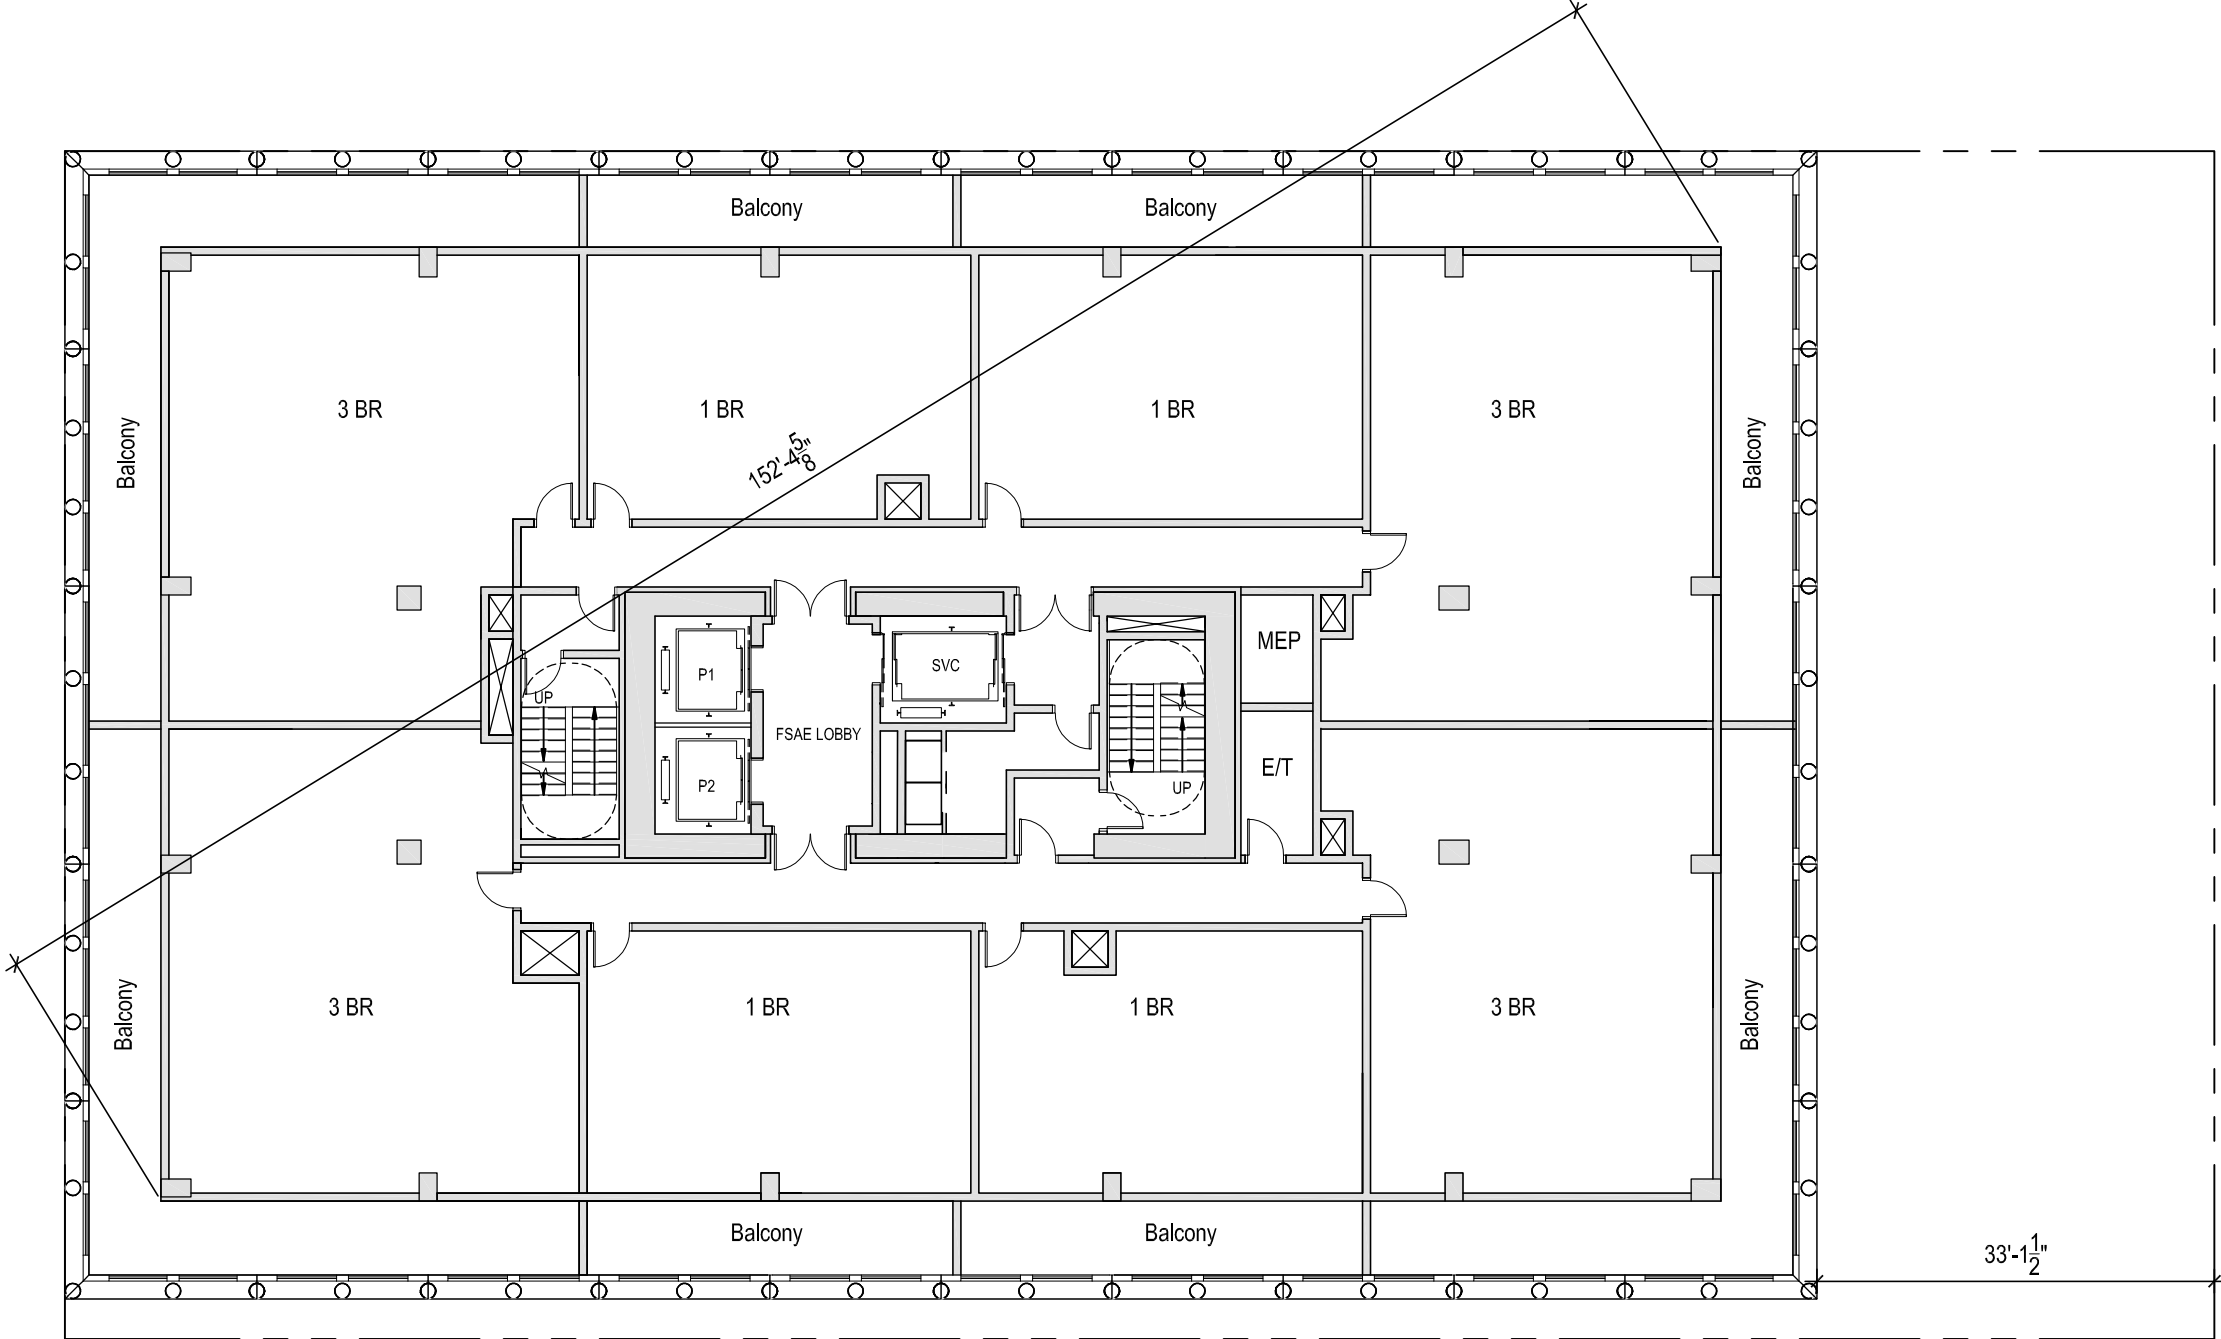 Balcony
Balcony
3 BR
1 BR
1 BR
3 BR
Balcony
Balcony
152'-4 5/8"
MEP
P1
SVC
UP
FSAE LOBBY
E/T
P2
UP
3 BR
1 BR
1 BR
3 BR
Balcony
Balcony
Balcony
Balcony
33'-1 1/2"